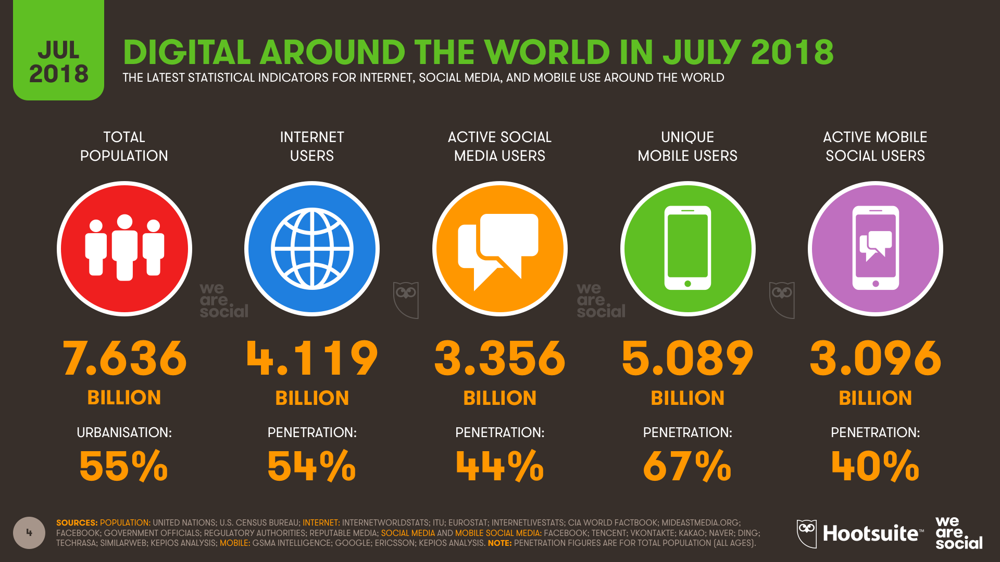 JUL
2018
DIGITAL AROUND THE WORLD IN JULY 2018
THE LATEST STATISTICAL INDICATORS FOR INTERNET, SOCIAL MEDIA, AND MOBILE USE AROUND THE WORLD
TOTAL
POPULATION
INTERNET
USERS
ACTIVE SOCIAL
MEDIA USERS
UNIQUE
MOBILE USERS
ACTIVE MOBILE
SOCIAL USERS
we
are
social
we
are
social
7.636
BILLION
URBANISATION:
55%
4.119
BILLION
PENETRATION:
54%
3.356
BILLION
PENETRATION:
44%
5.089
BILLION
PENETRATION:
67%
3.096
BILLION
PENETRATION:
40%
4
SOURCES: POPULATION: UNITED NATIONS; U.S. CENSUS BUREAU; INTERNET: INTERNETWORLDSTATS; ITU; EUROSTAT; INTERNETLIVESTATS; CIA WORLD FACTBOOK; MIDEASTMEDIA.ORG;
FACEBOOK; GOVERNMENT OFFICIALS; REGULATORY AUTHORITIES; REPUTABLE MEDIA; SOCIAL MEDIA AND MOBILE SOCIAL MEDIA: FACEBOOK; TENCENT; VKONTAKTE; KAKAO; NAVER; DING;
TECHRASA; SIMILARWEB; KEPIOS ANALYSIS; MOBILE: GSMA INTELLIGENCE; GOOGLE; ERICSSON; KEPIOS ANALYSIS. NOTE: PENETRATION FIGURES ARE FOR TOTAL POPULATION (ALL AGES).
Hootsuite™
we
are
social